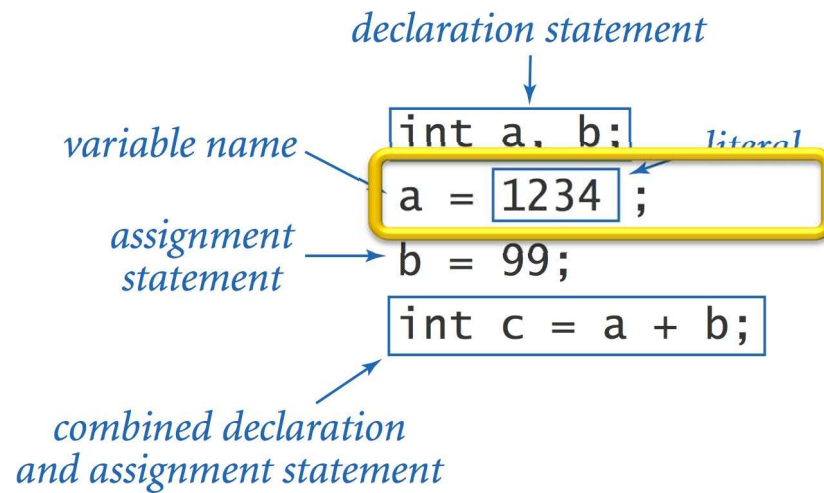 declaration statement
int a, b;
variable name
literal
a = 1234 ;
assignment
statement
b = 99;
int c = a + b;
combined declaration
and assignment statement